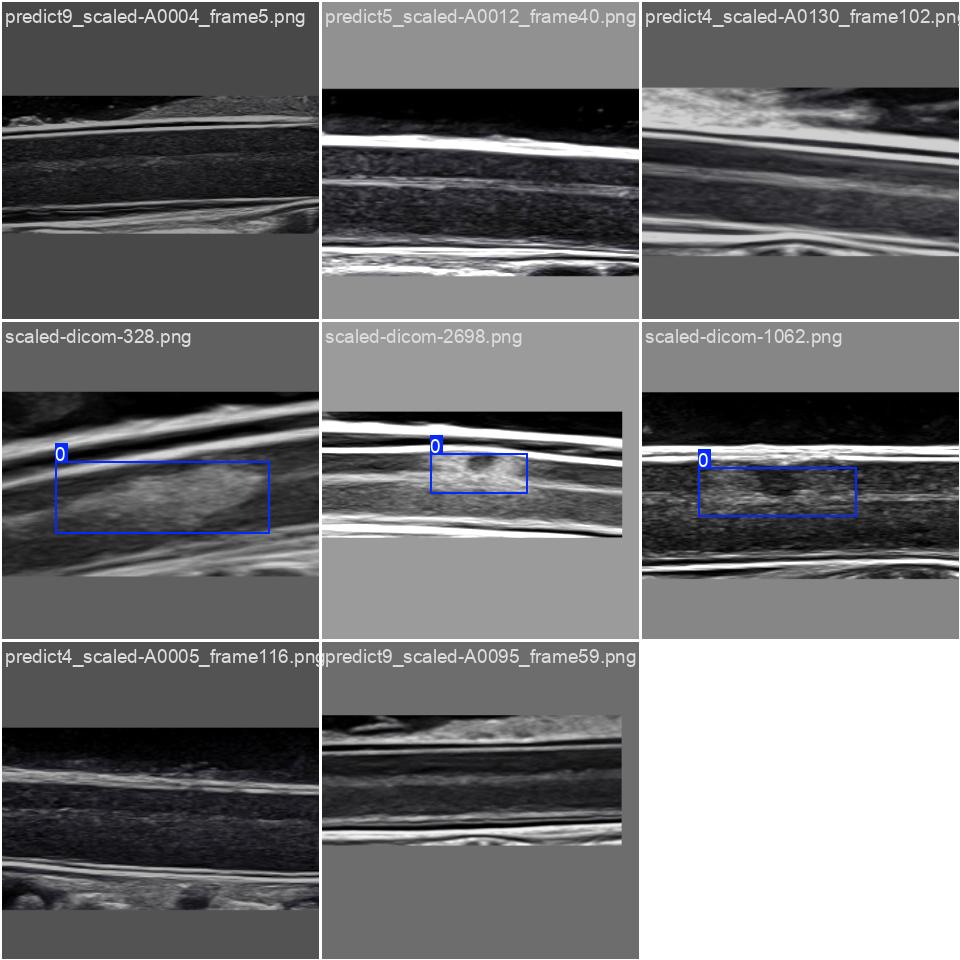 predict9_scaled-A0004_frame5.png
predict5_scaled-A0012_frame40.png
predict4_scaled-A0130_frame102.png
scaled-dicom-328.png
scaled-dicom-2698.png
scaled-dicom-1062.png
0
0
0
predict4_scaled-A0005_frame116.png
predict9_scaled-A0095_frame59.png